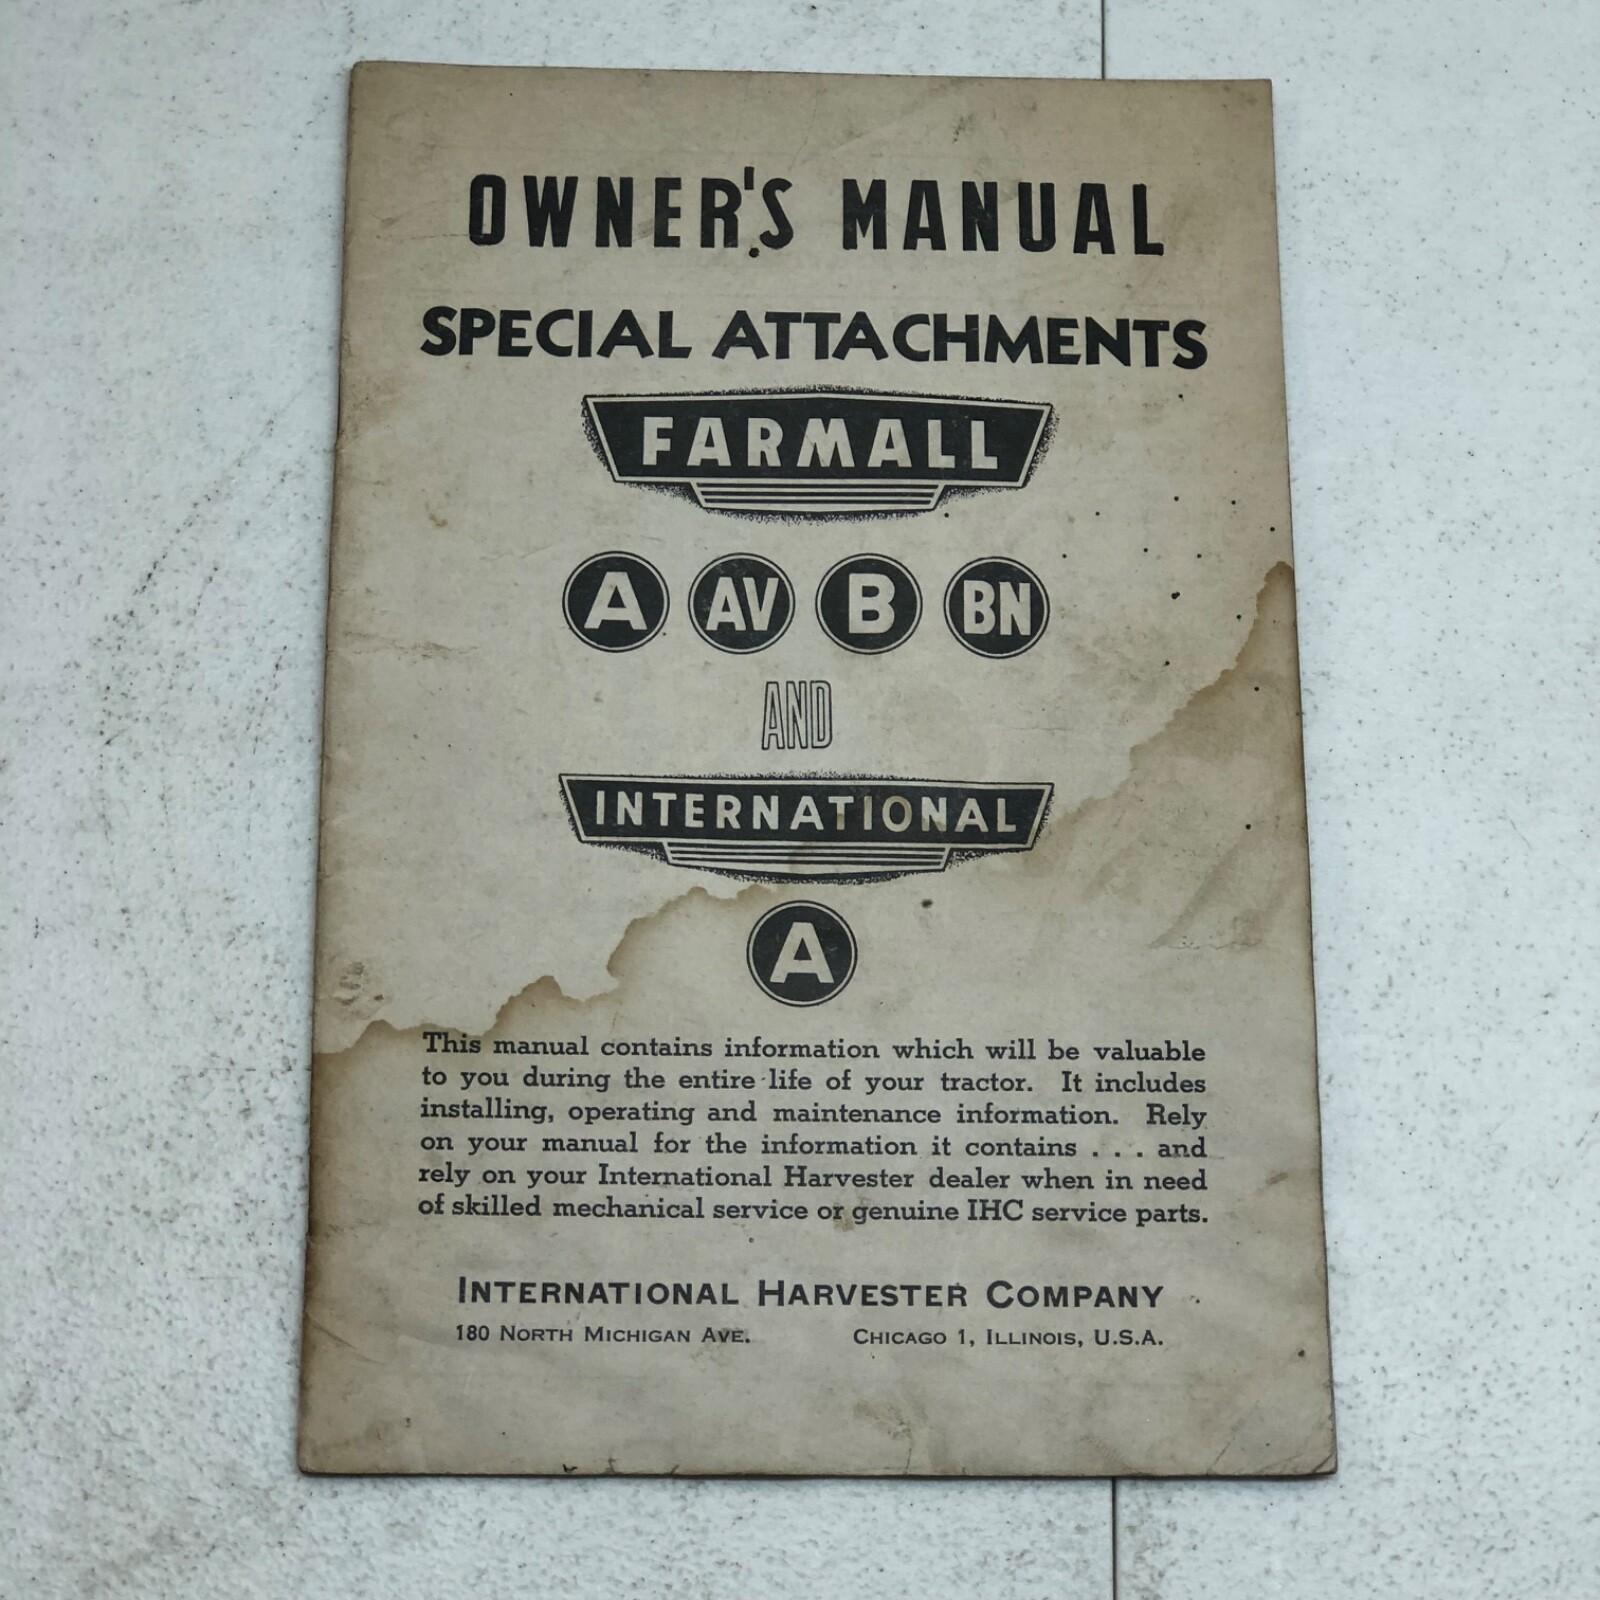 OWNER'S MANUAL
SPECIAL ATTACHMENTS
FARMALL
A AV B BN
AND
INTERNATIONAL
A
This manual contains information which will be valuable
to you during the entire life of your tractor. It includes
installing, operating and maintenance information. Rely
on your manual for the information it contains . . . and
rely on your International Harvester dealer when in need
of skilled mechanical service or genuine IHC service parts.
INTERNATIONAL HARVESTER COMPANY
180 NORTH MICHIGAN AVE. CHICAGO 1, ILLINOIS, U.S.A.